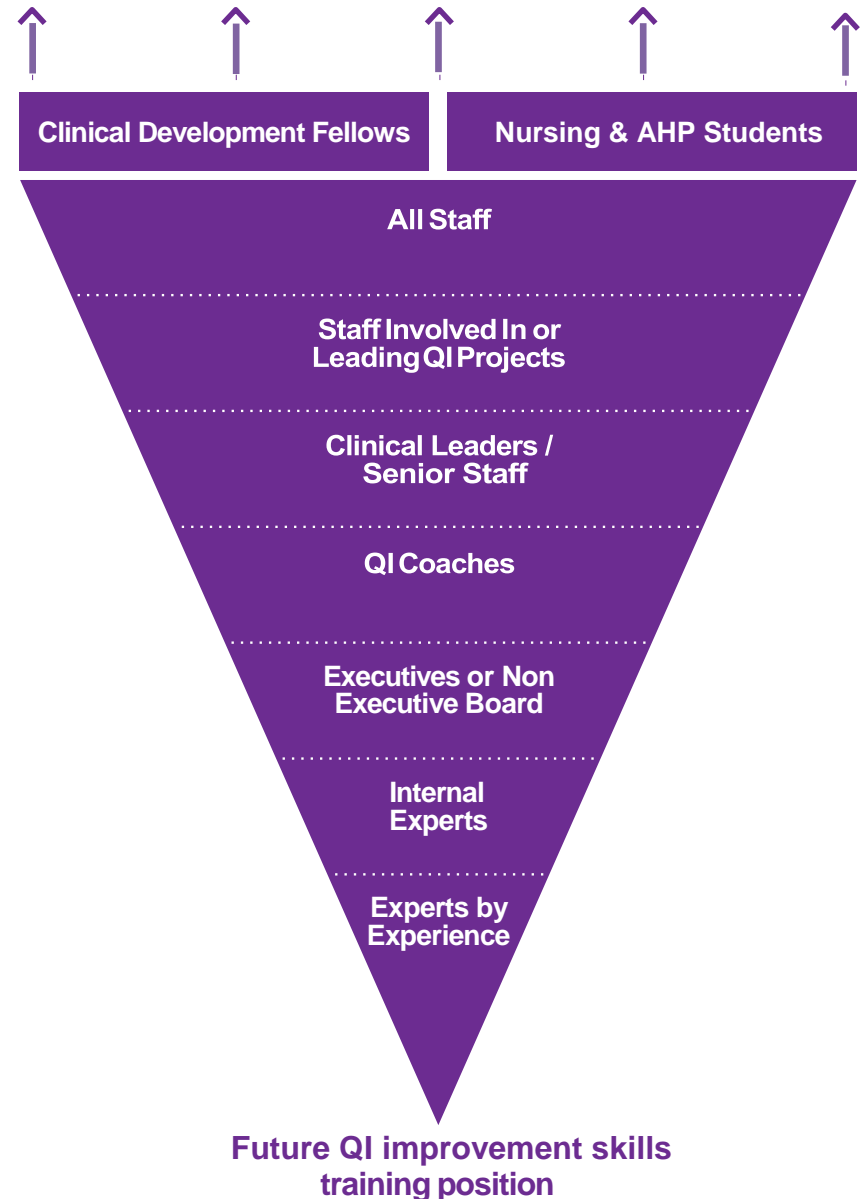 Clinical Development Fellows
Nursing & AHP Students
All Staff
Staff Involved In or
Leading QI Projects
Clinical Leaders /
Senior Staff
QI Coaches
Executives or Non
Executive Board
Internal
Experts
Experts by
Experience
Future QI improvement skills
training position